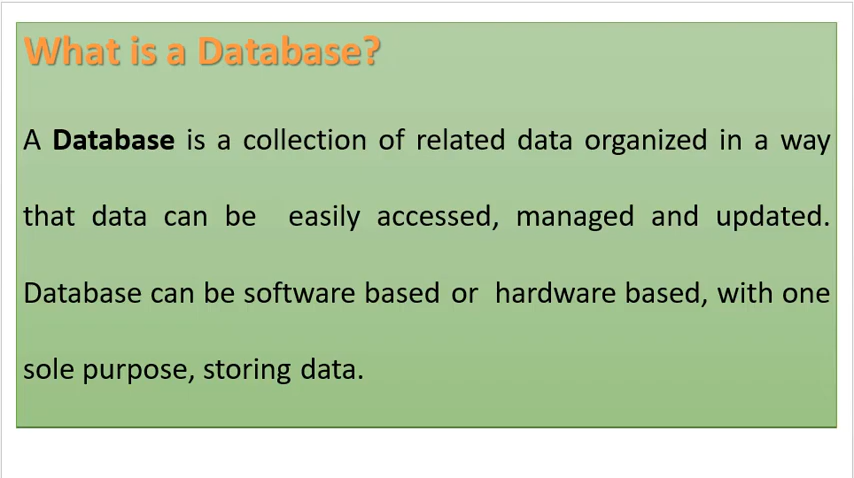 What is a Database?
A Database is a collection of related data organized in a way
that data can be easily accessed, managed and updated.
Database can be software based or hardware based, with one
sole purpose, storing data.